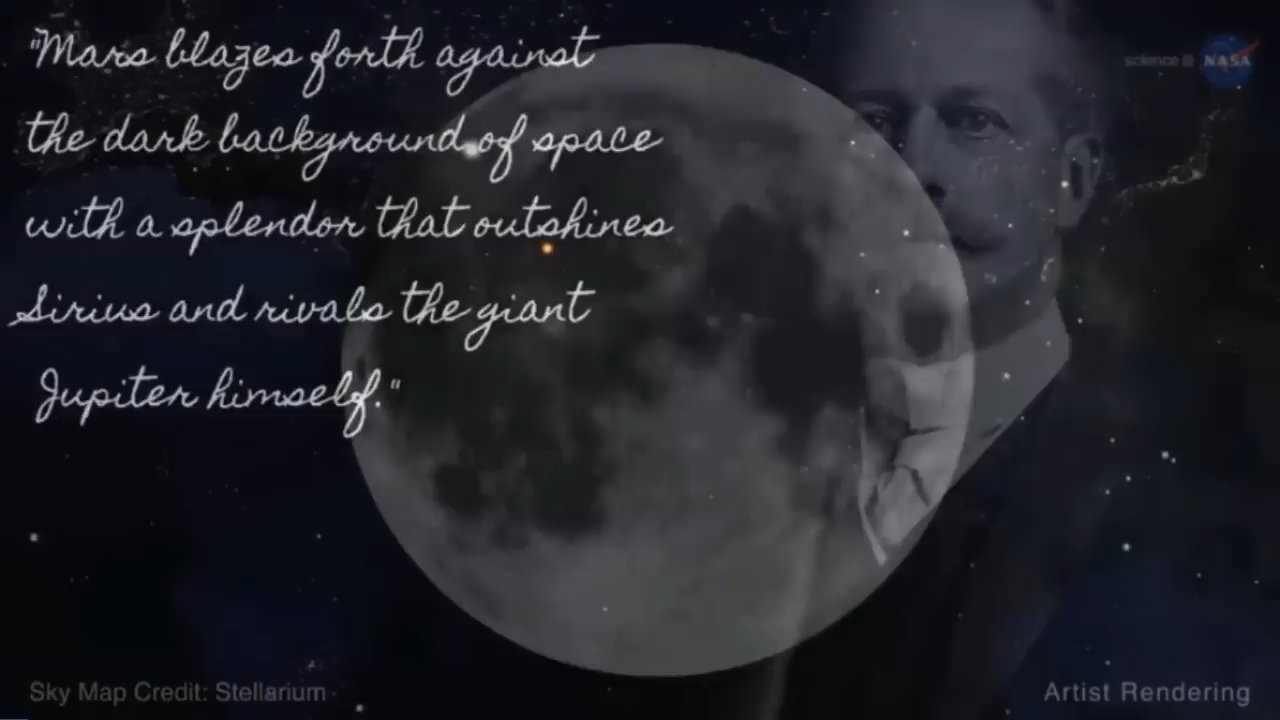 "Mars blazes forth against
the dark background of space
with a splendor that outshines
Sirius and rivals the giant
Jupiter himself."
science @ NASA
Sky Map Credit: Stellarium
Artist Rendering